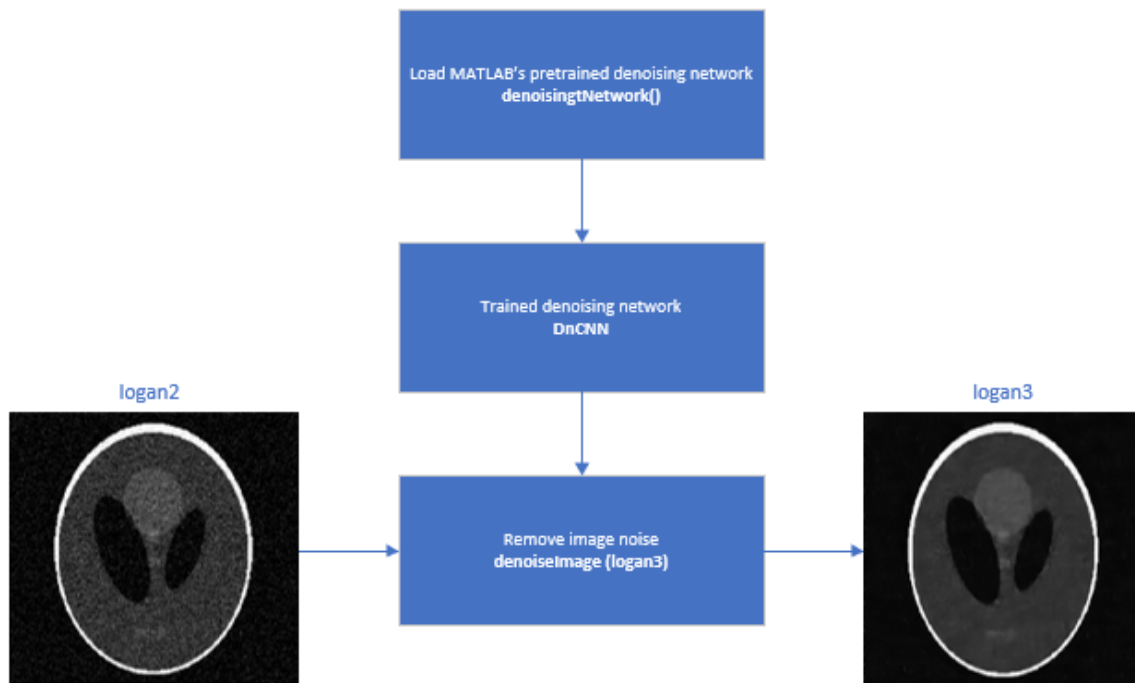 Load MATLAB's pretrained denoising network
denoisingtNetwork()
Trained denoising network
DnCNN
logan2
logan3
Remove image noise
denoiseImage (logan3)